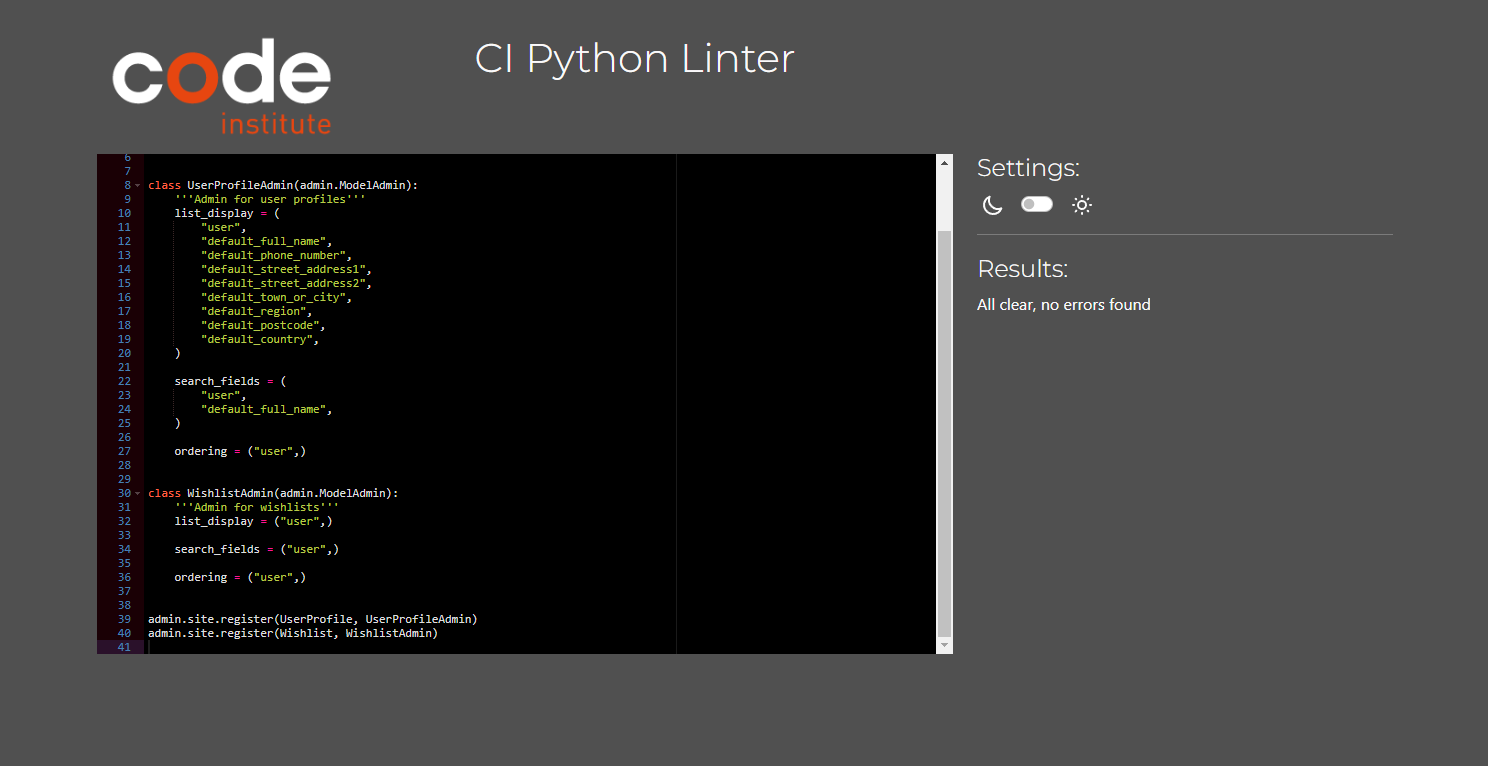 code
institute
CI Python Linter
6
7
8 class UserProfileAdmin(admin.ModelAdmin):
9     '''Admin for user profiles'''
10     list_display = (
11         "user",
12         "default_full_name",
13         "default_phone_number",
14         "default_street_address1",
15         "default_street_address2",
16         "default_town_or_city",
17         "default_region",
18         "default_postcode",
19         "default_country",
20     )
21
22     search_fields = (
23         "user",
24         "default_full_name",
25     )
26
27     ordering = ("user",)
28
29
30 class WishlistAdmin(admin.ModelAdmin):
31     '''Admin for wishlists'''
32     list_display = ("user",)
33
34     search_fields = ("user",)
35
36     ordering = ("user",)
37
38
39 admin.site.register(UserProfile, UserProfileAdmin)
40 admin.site.register(Wishlist, WishlistAdmin)
41
Settings:
Results:
All clear, no errors found